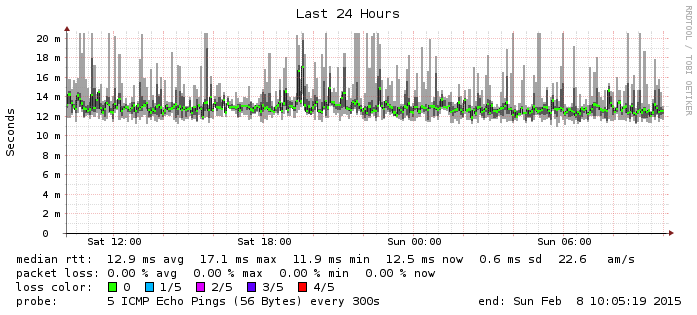 Last 24 Hours
RRDTOOL / TOBI OETIKER
Seconds
20 m
18 m
16 m
14 m
12 m
10 m
8 m
6 m
4 m
2 m
0
Sat 12:00 Sat 18:00 Sun 00:00 Sun 06:00
median rtt: 12.9 ms avg 17.1 ms max 11.9 ms min 12.5 ms now 0.6 ms sd 22.6 am/s
packet loss: 0.00 % avg 0.00 % max 0.00 % min 0.00 % now
loss color: 0 1/5 2/5 3/5 4/5
probe: 5 ICMP Echo Pings (56 Bytes) every 300s end: Sun Feb 8 10:05:19 2015